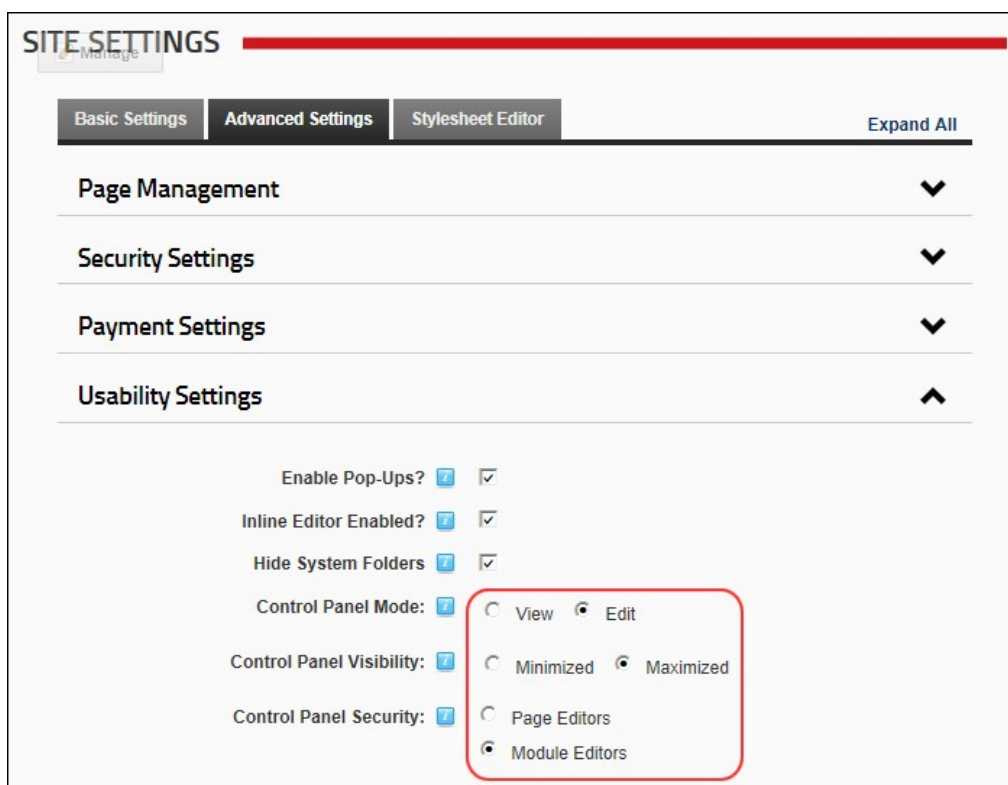 SITE SETTINGS
Manage
Basic Settings Advanced Settings Stylesheet Editor Expand All
Page Management
Security Settings
Payment Settings
Usability Settings
Enable Pop-Ups?
Inline Editor Enabled?
Hide System Folders
Control Panel Mode: View Edit
Control Panel Visibility: Minimized Maximized
Control Panel Security: Page Editors
Module Editors